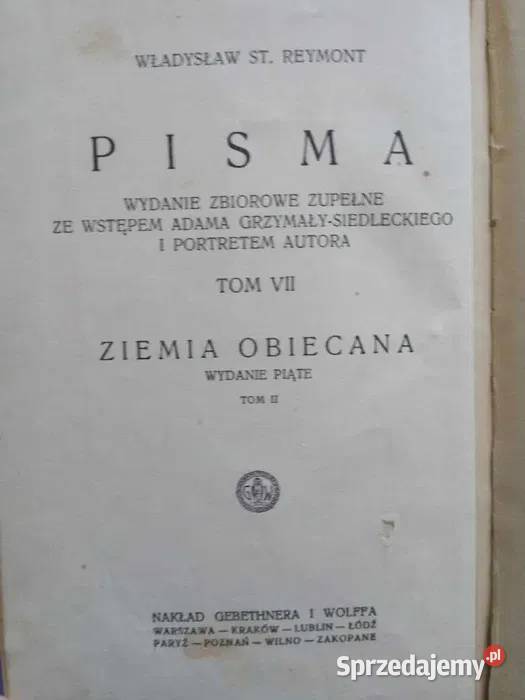 WŁADYSŁAW ST. REYMONT
PISMA
WYDANIE ZBIOROWE ZUPEŁNE
ZE WSTĘPEM ADAMA GRZYMAŁY-SIEDLECKIEGO
I PORTRETEM AUTORA
TOM VII
ZIEMIA OBIECANA
WYDANIE PIĄTE
TOM II
G W
NAKŁAD GEBETHNERA I WOLFFA
WARSZAWA — KRAKÓW — LUBLIN — ŁÓDŹ
PARYŻ — POZNAŃ — WILNO — ZAKOPANE
Sprzedajemy.pl